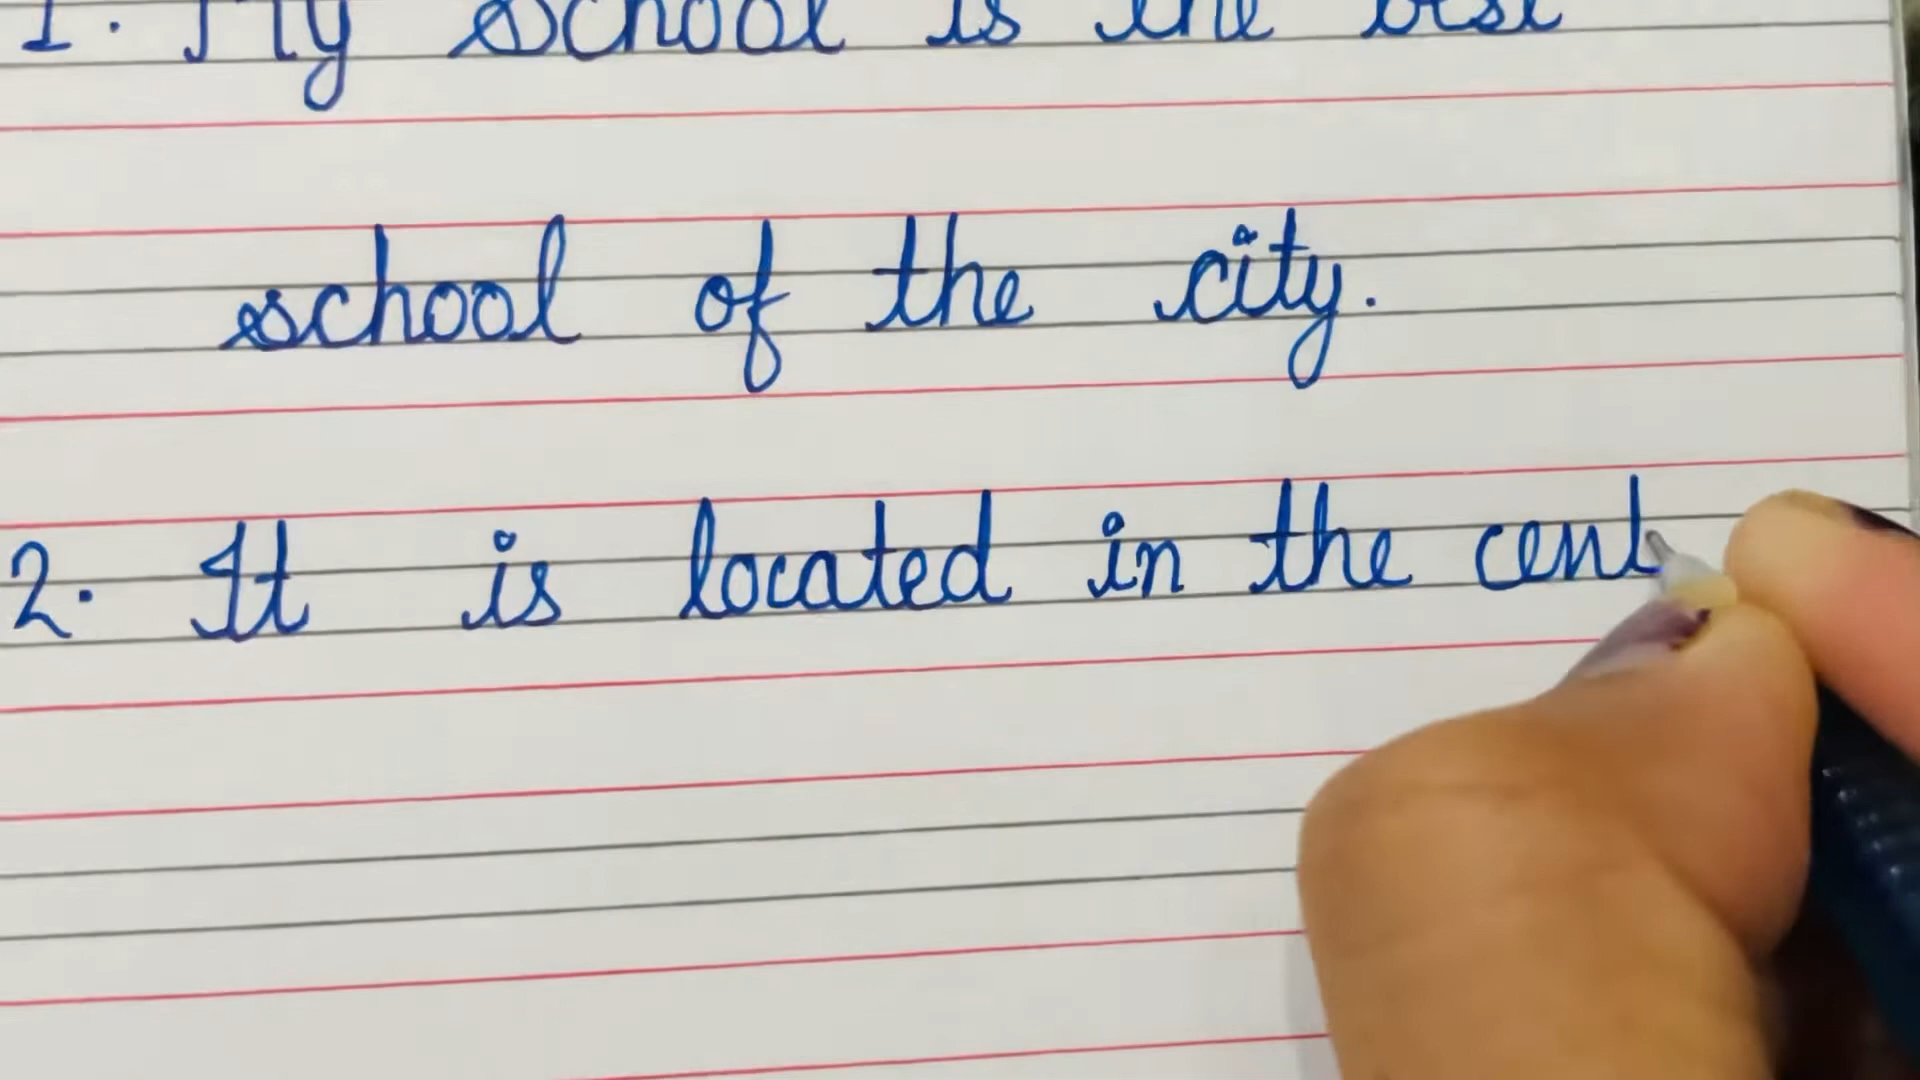 1. My school is the best
school of the city.
2. It is located in the cent